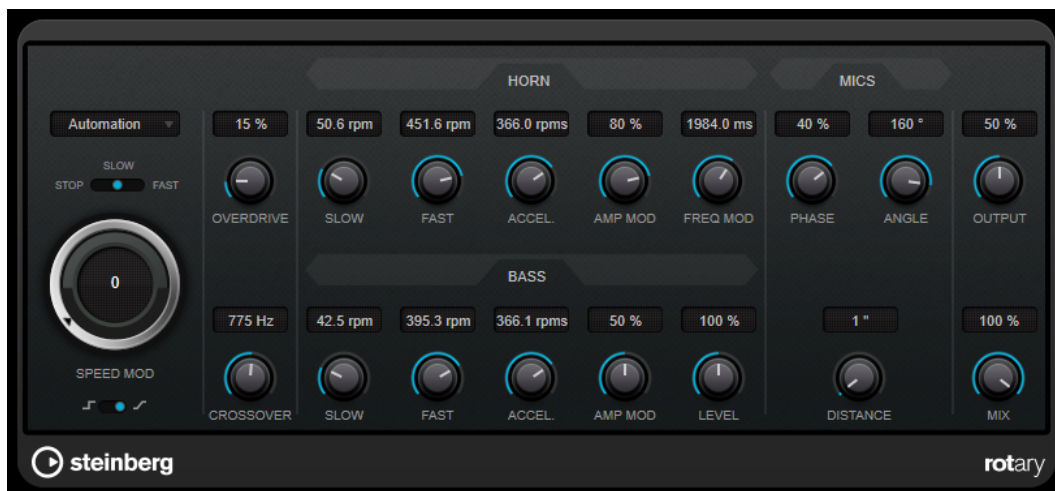 HORN
MICS
Automation
15 %
50.6 rpm
451.6 rpm
366.0 rpms
80 %
1984.0 ms
40 %
160 °
50 %
SLOW
STOP
FAST
OVERDRIVE
SLOW
FAST
ACCEL.
AMP MOD
FREQ MOD
PHASE
ANGLE
OUTPUT
BASS
0
775 Hz
42.5 rpm
395.3 rpm
366.1 rpms
50 %
100 %
1 "
100 %
SPEED MOD
CROSSOVER
SLOW
FAST
ACCEL.
AMP MOD
LEVEL
DISTANCE
MIX
steinberg
rotary